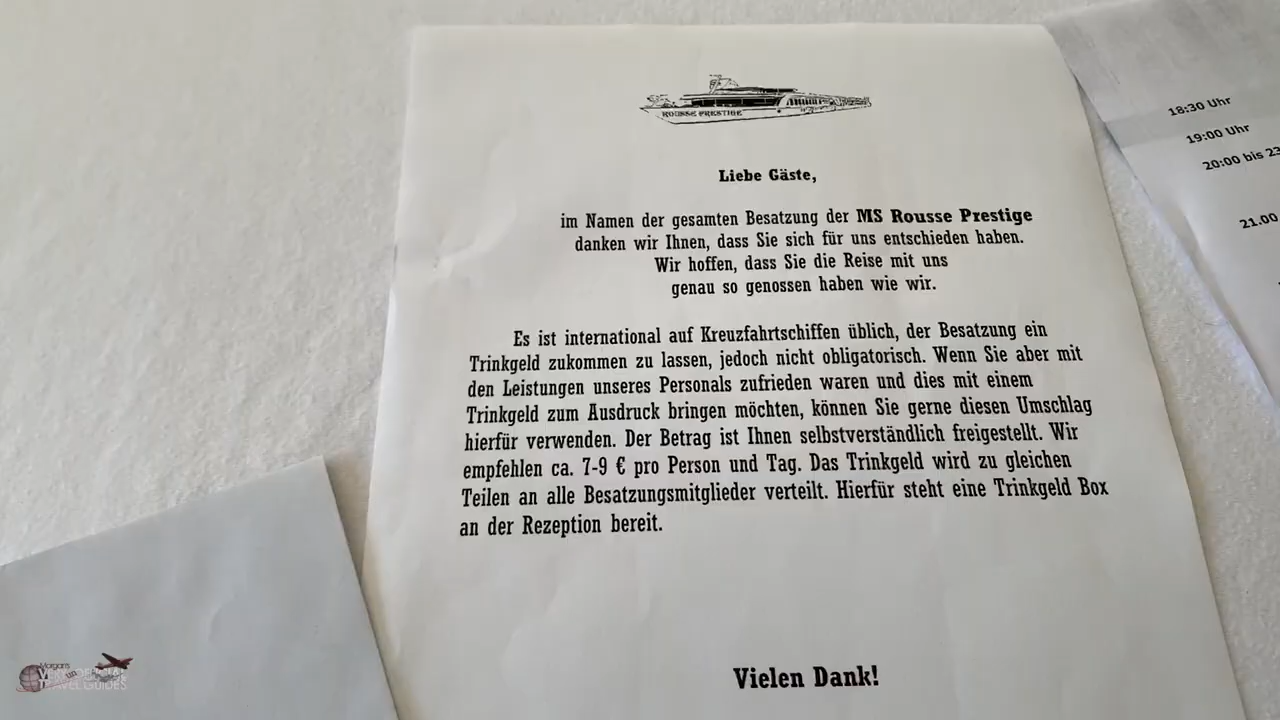 ROUSSE PRESTIGE
Liebe Gäste,
im Namen der gesamten Besatzung der MS Rousse Prestige
danken wir Ihnen, dass Sie sich für uns entschieden haben.
Wir hoffen, dass Sie die Reise mit uns
genau so genossen haben wie wir.
Es ist international auf Kreuzfahrtschiffen üblich, der Besatzung ein
Trinkgeld zukommen zu lassen, jedoch nicht obligatorisch. Wenn Sie aber mit
den Leistungen unseres Personals zufrieden waren und dies mit einem
Trinkgeld zum Ausdruck bringen möchten, können Sie gerne diesen Umschlag
hierfür verwenden. Der Betrag ist Ihnen selbstverständlich freigestellt. Wir
empfehlen ca. 7-9 € pro Person und Tag. Das Trinkgeld wird zu gleichen
Teilen an alle Besatzungsmitglieder verteilt. Hierfür steht eine Trinkgeld Box
an der Rezeption bereit.
Vielen Dank!
18:30 Uhr
19:00 Uhr
20:00 bis 23
21.00
Morgan's
TRAVEL GUIDES